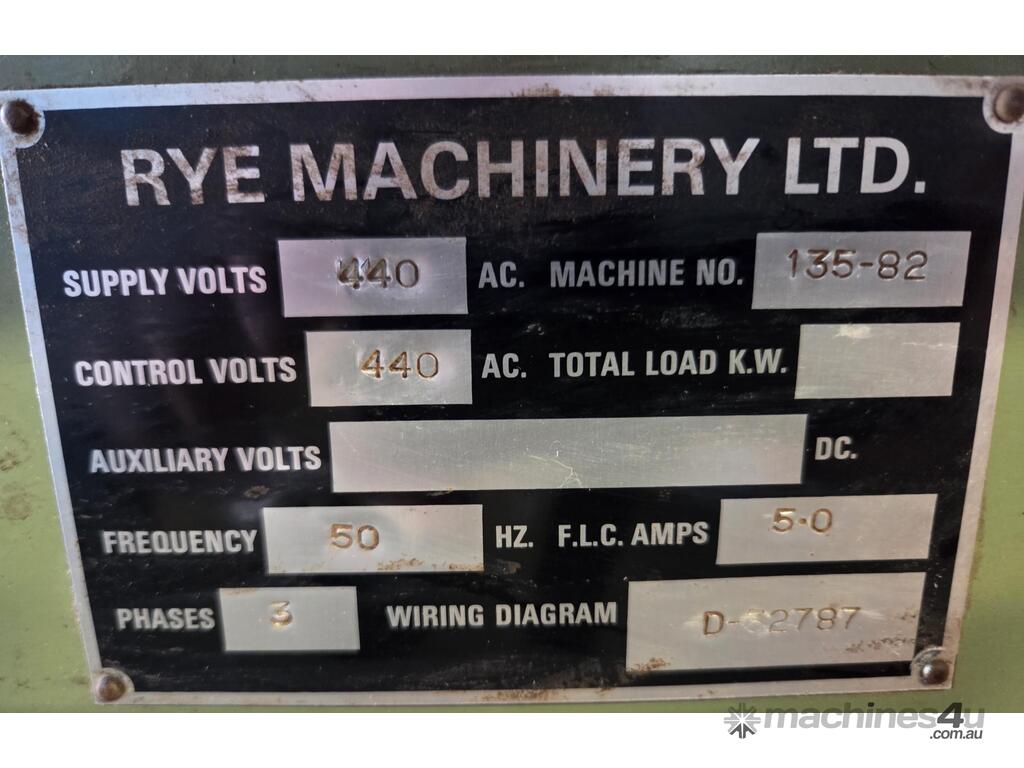 RYE MACHINERY LTD.
SUPPLY VOLTS 440 AC. MACHINE NO. 135-82
CONTROL VOLTS 440 AC. TOTAL LOAD K.W.
AUXILIARY VOLTS DC.
FREQUENCY 50 HZ. F.L.C. AMPS 5.0
PHASES 3 WIRING DIAGRAM
machines4u
.com.au